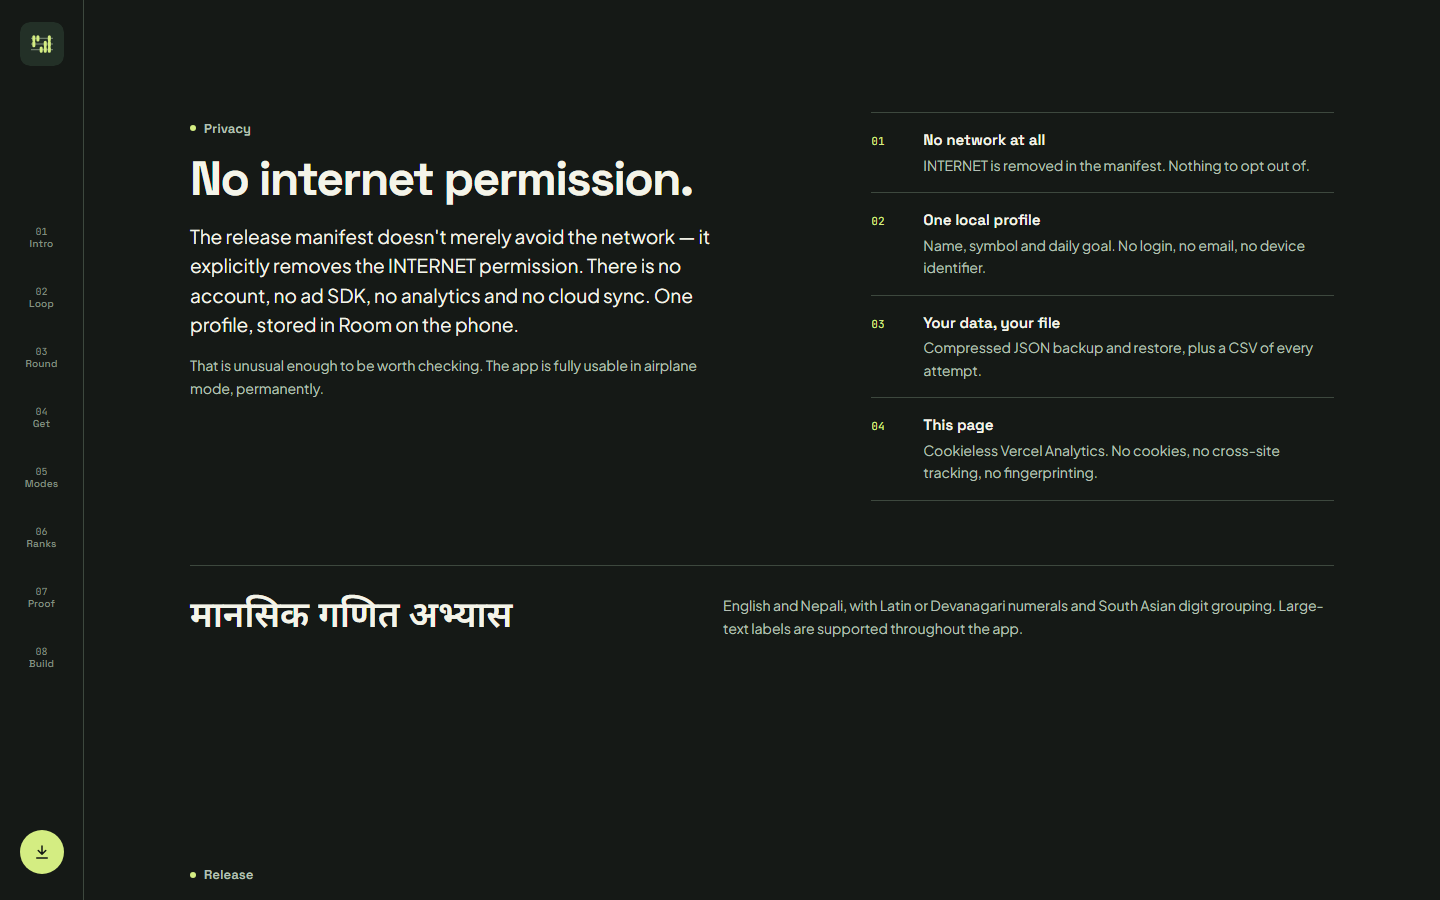 01
Intro
02
Loop
03
Round
04
Get
05
Modes
06
Ranks
07
Proof
08
Build
Privacy
No internet permission.
The release manifest doesn't merely avoid the network — it
explicitly removes the INTERNET permission. There is no
account, no ad SDK, no analytics and no cloud sync. One
profile, stored in Room on the phone.
That is unusual enough to be worth checking. The app is fully usable in airplane
mode, permanently.
01
No network at all
INTERNET is removed in the manifest. Nothing to opt out of.
02
One local profile
Name, symbol and daily goal. No login, no email, no device
identifier.
03
Your data, your file
Compressed JSON backup and restore, plus a CSV of every
attempt.
04
This page
Cookieless Vercel Analytics. No cookies, no cross-site
tracking, no fingerprinting.
मानसिक गणित अभ्यास
English and Nepali, with Latin or Devanagari numerals and South Asian digit grouping. Large-
text labels are supported throughout the app.
Release